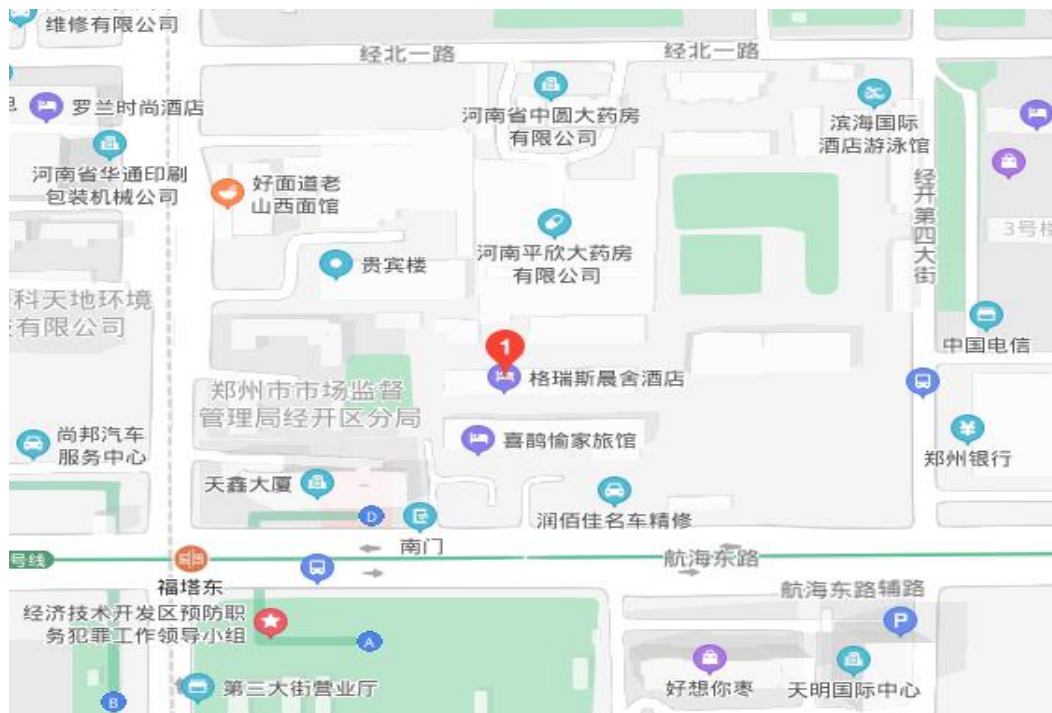 维修有限公司
经北一路
经北一路
罗兰时尚酒店
河南省中圆大药房
有限公司
滨海国际
酒店游泳馆
河南省华通印刷
包装机械公司
好面道老
山西面馆
经开第四大街
3号楼
河南平欣大药房
有限公司
贵宾楼
科天地环境
有限公司
中国电信
1
格瑞斯晨舍酒店
郑州市市场监督
管理局经开区分局
尚邦汽车
服务中心
喜鹊愉家旅馆
郑州银行
天鑫大厦
润佰佳名车精修
D
南门
号线
航海东路
福塔东
航海东路辅路
经济技术开发区预防职
务犯罪工作领导小组
A
P
第三大街营业厅
好想你枣
天明国际中心
B